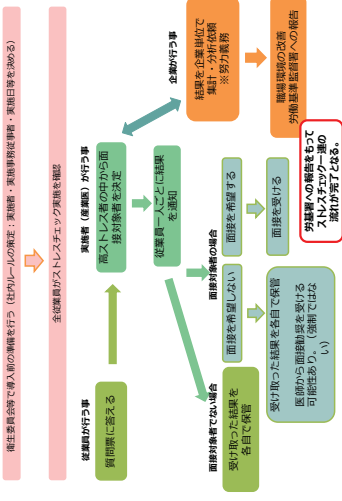 衛生委員会等で導入前の準備を行う（社内ルールの策定：実施者・実施事務従事者・実施日等を決める）
全従業員がストレスチェック実施を確認
従業員が行う事
質問票に答える
実施者（産業医）が行う事
高ストレス者の中から面
接対象者を決定
従業員一人ごとに結果
を通知
企業が行う事
結果を企業単位で
集計・分析依頼
※努力義務
職場環境の改善
労働基準監督署への報告
面接対象者でない場合
受け取った結果を
各自で保管
面接対象者の場合
面接を希望しない
受け取った結果を各自で保管
医師から面接勧奨を受ける
可能性あり。（強制ではな
い）
面接を希望する
面接を受ける
労基署への報告をもって
ストレスチェック一連の
流れが完了となる。